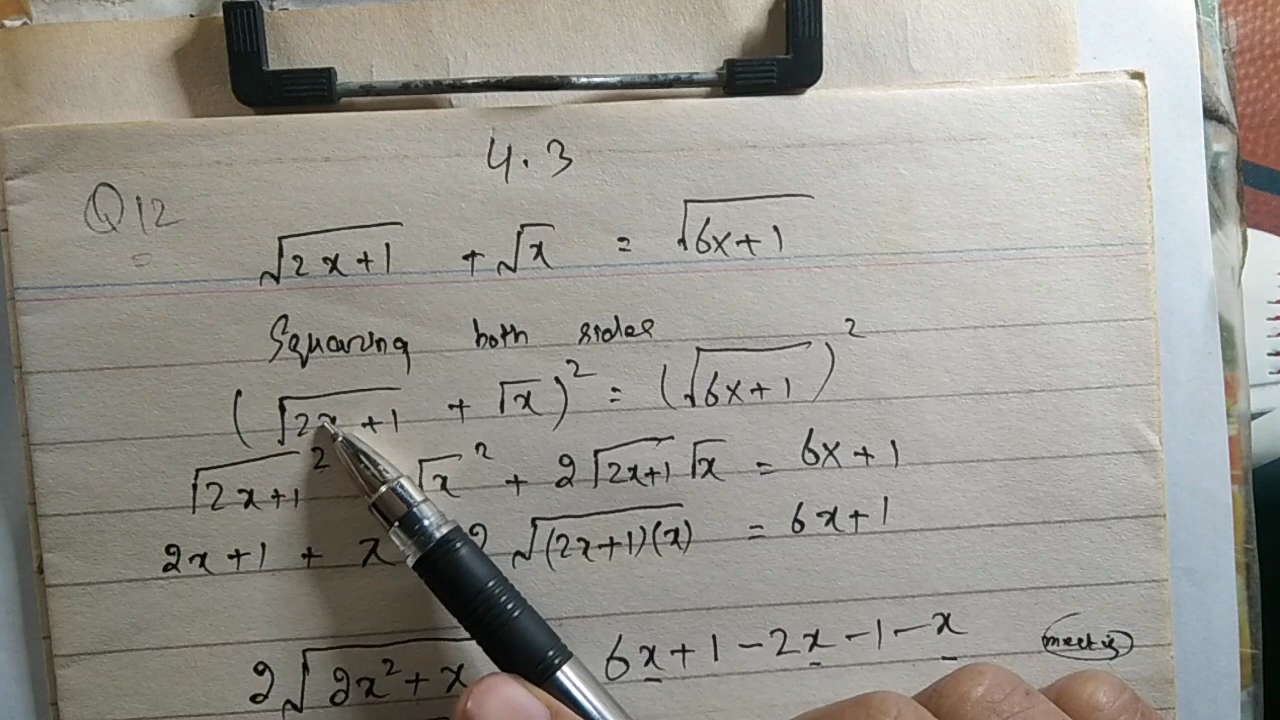 4.3
Q12
√2x+1 + √x = √6x+1
Squaring both sides
(√2x+1 + √x)² = (√6x+1)²
√2x+1² √x² + 2√2x+1 √x = 6x+1
2x+1 + x 2 √(2x+1)(x) = 6x+1
2√2x²+x 6x+1-2x-1-x